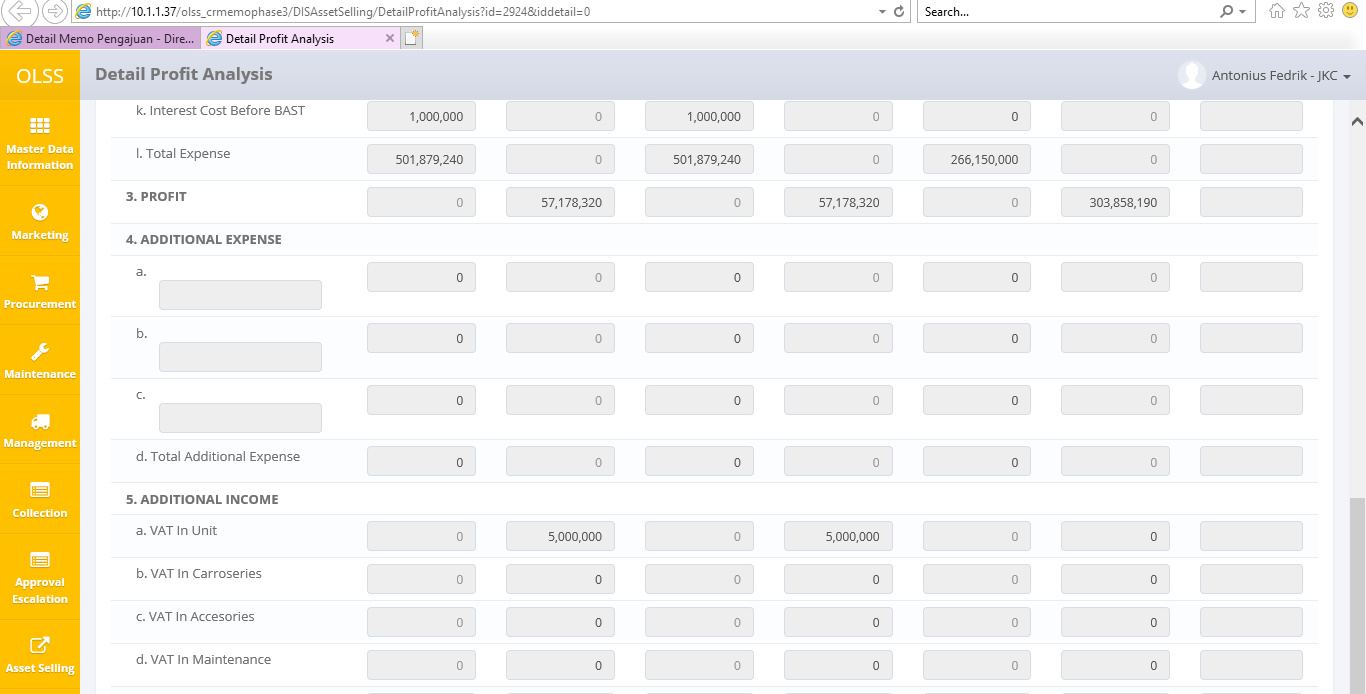 http://10.1.1.37/olss_crmemophase3/DISAssetSelling/DetailProfitAnalysis?id=2924&iddetail=0
Search...
Detail Memo Pengajuan - Dire...
Detail Profit Analysis
OLSS
Detail Profit Analysis
Antonius Fedrik - JKC
Master Data
Information
Marketing
Procurement
Maintenance
Management
Collection
Approval
Escalation
Asset Selling
k. Interest Cost Before BAST 1,000,000 0 1,000,000 0 0 0
l. Total Expense 501,879,240 0 501,879,240 0 266,150,000 0
3. PROFIT 0 57,178,320 0 57,178,320 0 303,858,190
4. ADDITIONAL EXPENSE
a. 0 0 0 0 0 0
b. 0 0 0 0 0 0
c. 0 0 0 0 0 0
d. Total Additional Expense 0 0 0 0 0 0
5. ADDITIONAL INCOME
a. VAT In Unit 0 5,000,000 0 5,000,000 0 0
b. VAT In Carroseries 0 0 0 0 0 0
c. VAT In Accesories 0 0 0 0 0 0
d. VAT In Maintenance 0 0 0 0 0 0